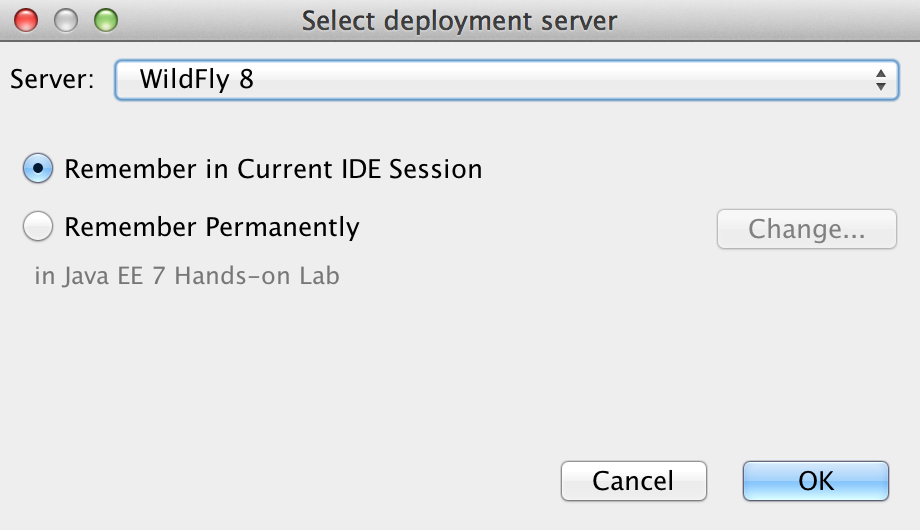 Select deployment server
Server: WildFly 8
Remember in Current IDE Session
Remember Permanently
Change...
in Java EE 7 Hands-on Lab
Cancel
OK